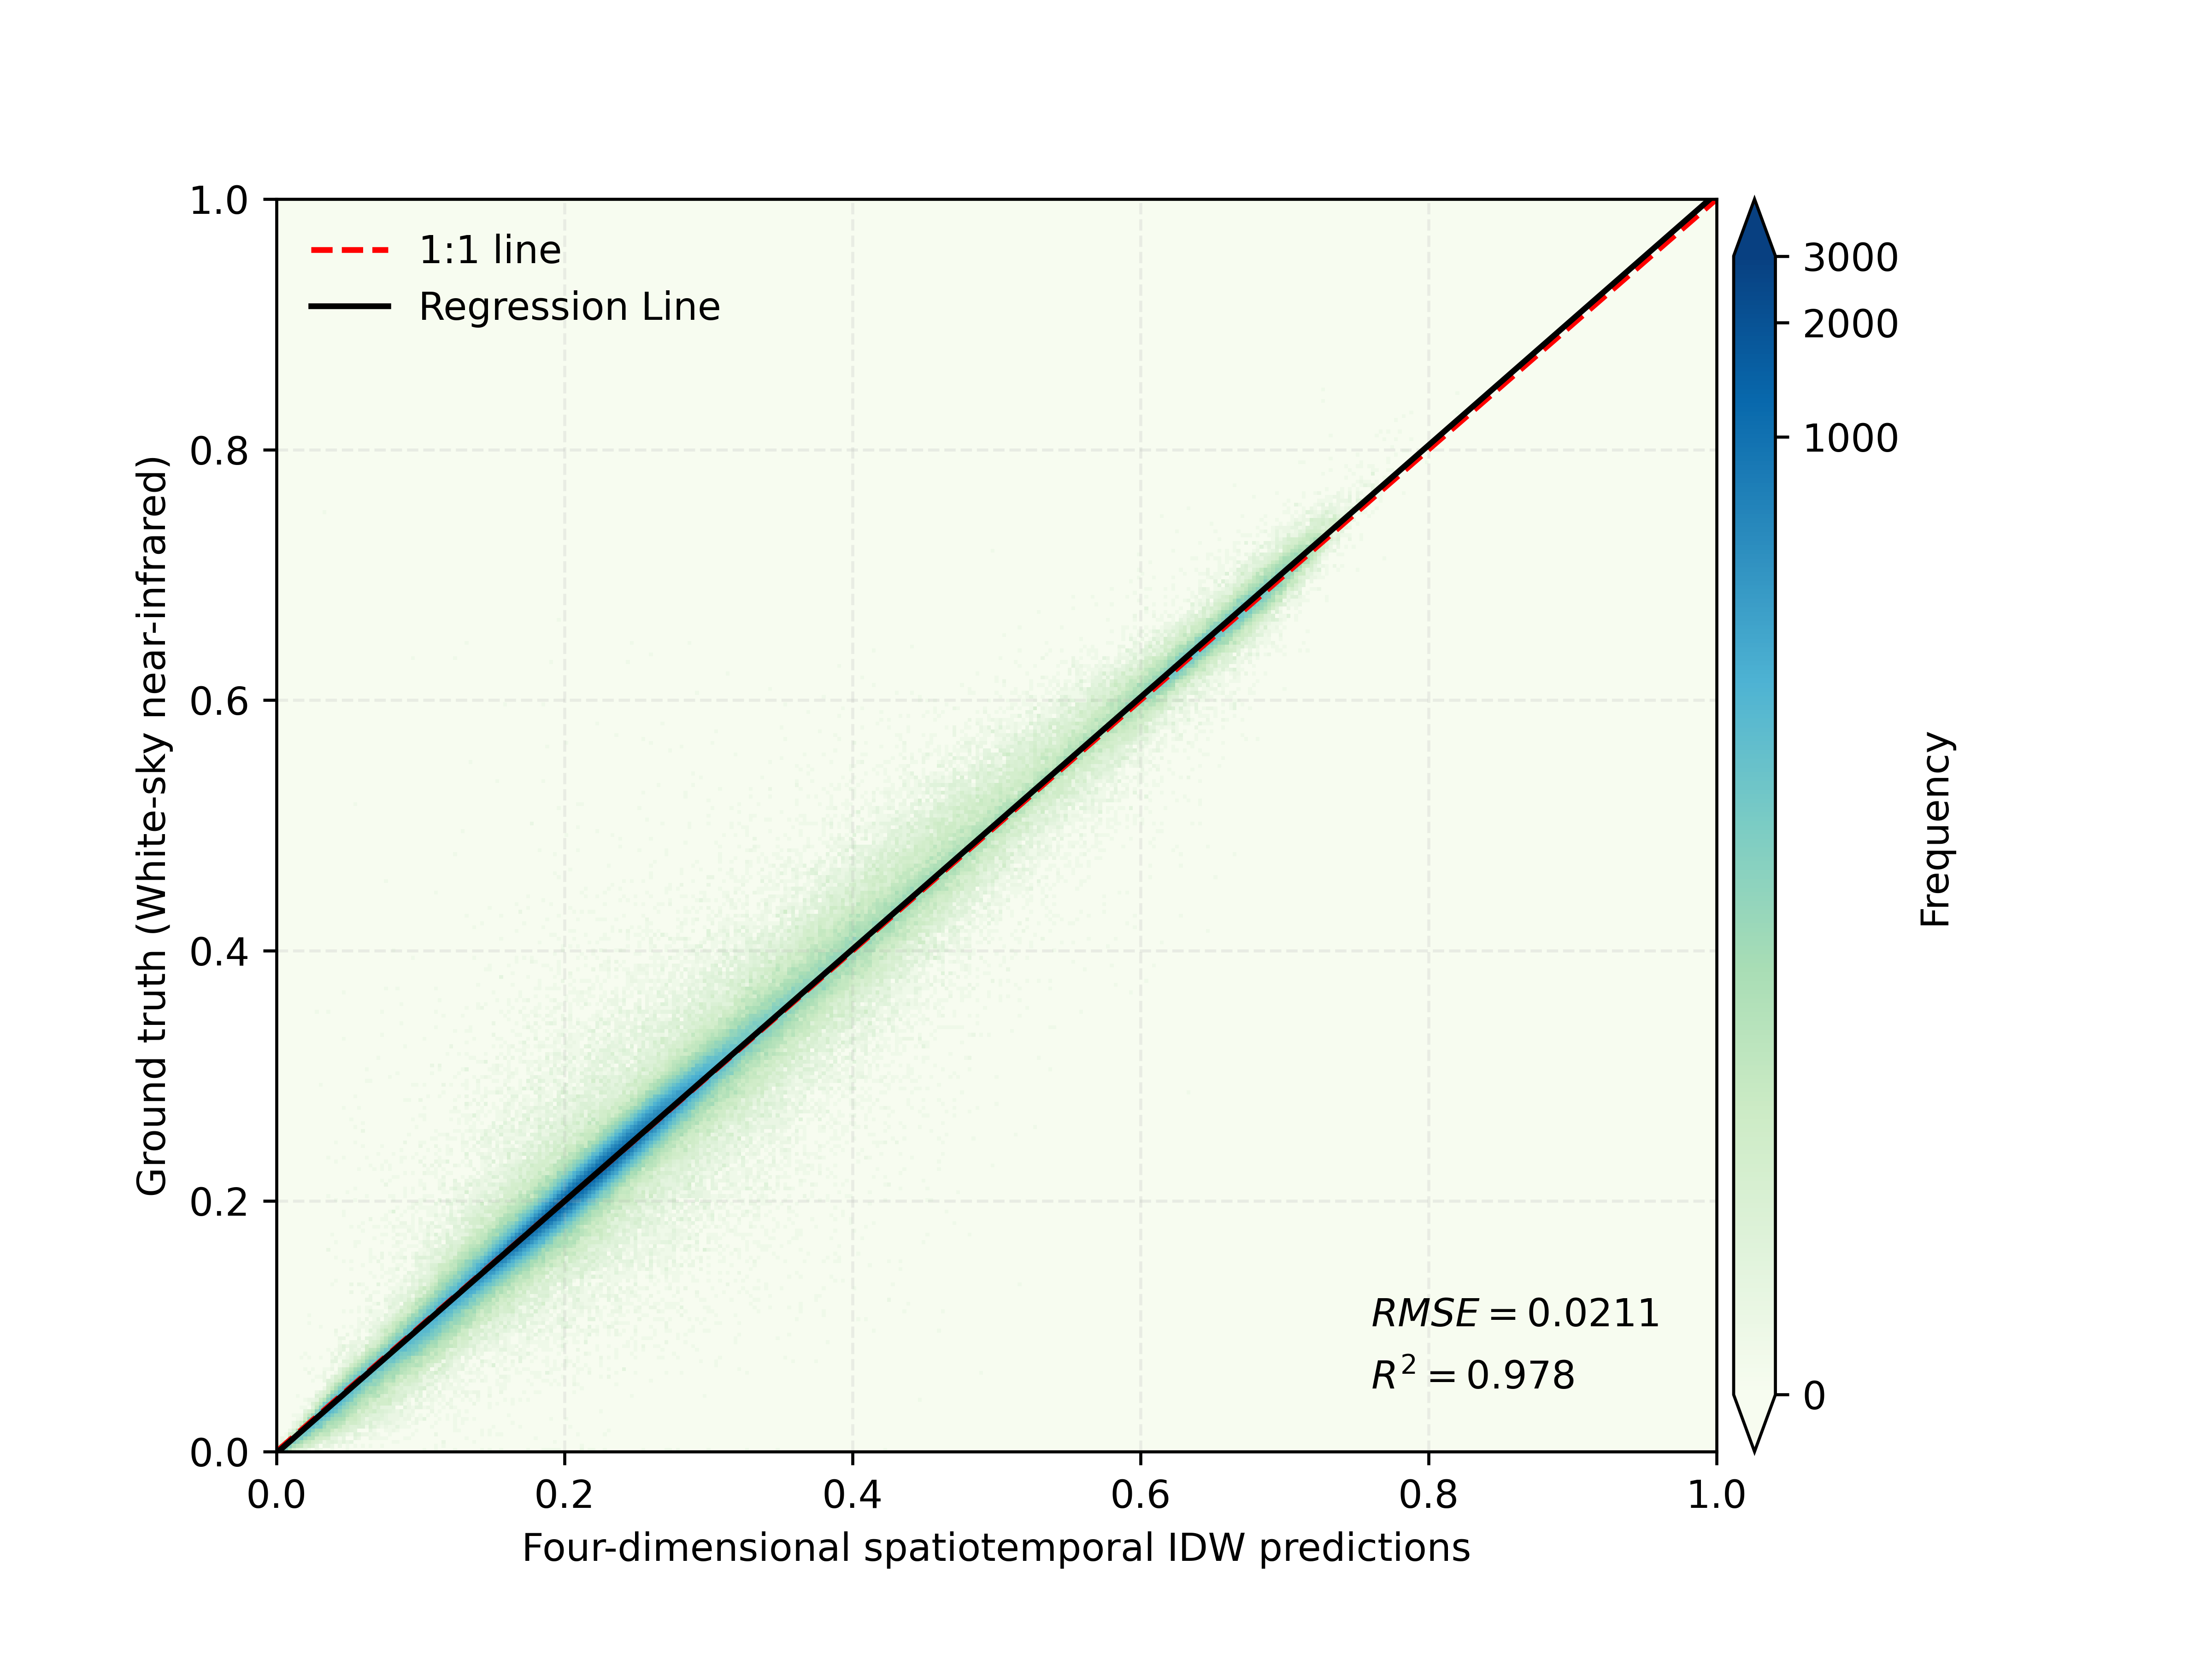 1:1 line
Regression Line
1.0
0.8
0.6
0.4
0.2
0.0
Ground truth (White-sky near-infrared)
RMSE = 0.0211
R² = 0.978
0.0 0.2 0.4 0.6 0.8 1.0
Four-dimensional spatiotemporal IDW predictions
3000
2000
1000
0
Frequency